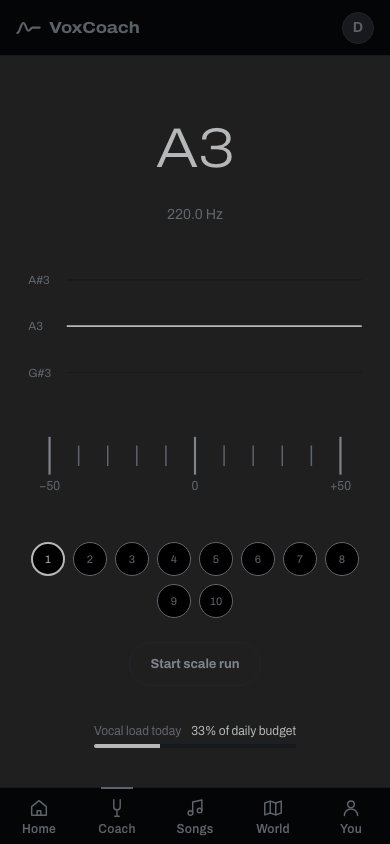 VoxCoach D
A3
220.0 Hz
A#3
A3
G#3
−50 0 +50
1 2 3 4 5 6 7 8
9 10
Start scale run
Vocal load today 33% of daily budget
Home Coach Songs World You